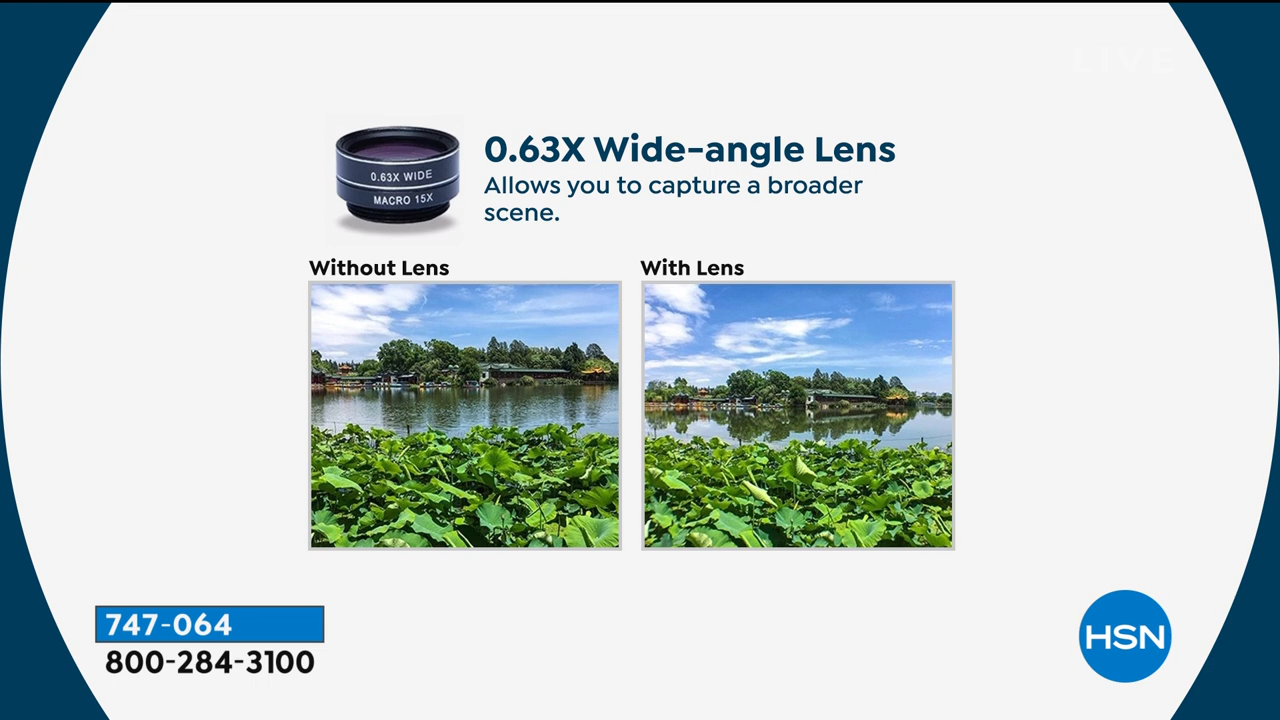 LIVE
0.63X Wide-angle Lens
Allows you to capture a broader
scene.
0.63X WIDE
MACRO 15X
Without Lens
With Lens
747-064
800-284-3100
HSN